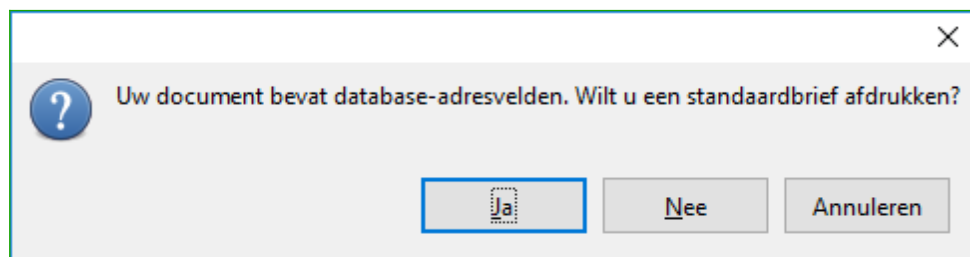 Uw document bevat database-adresvelden. Wilt u een standaardbrief afdrukken?
Ja
Nee
Annuleren